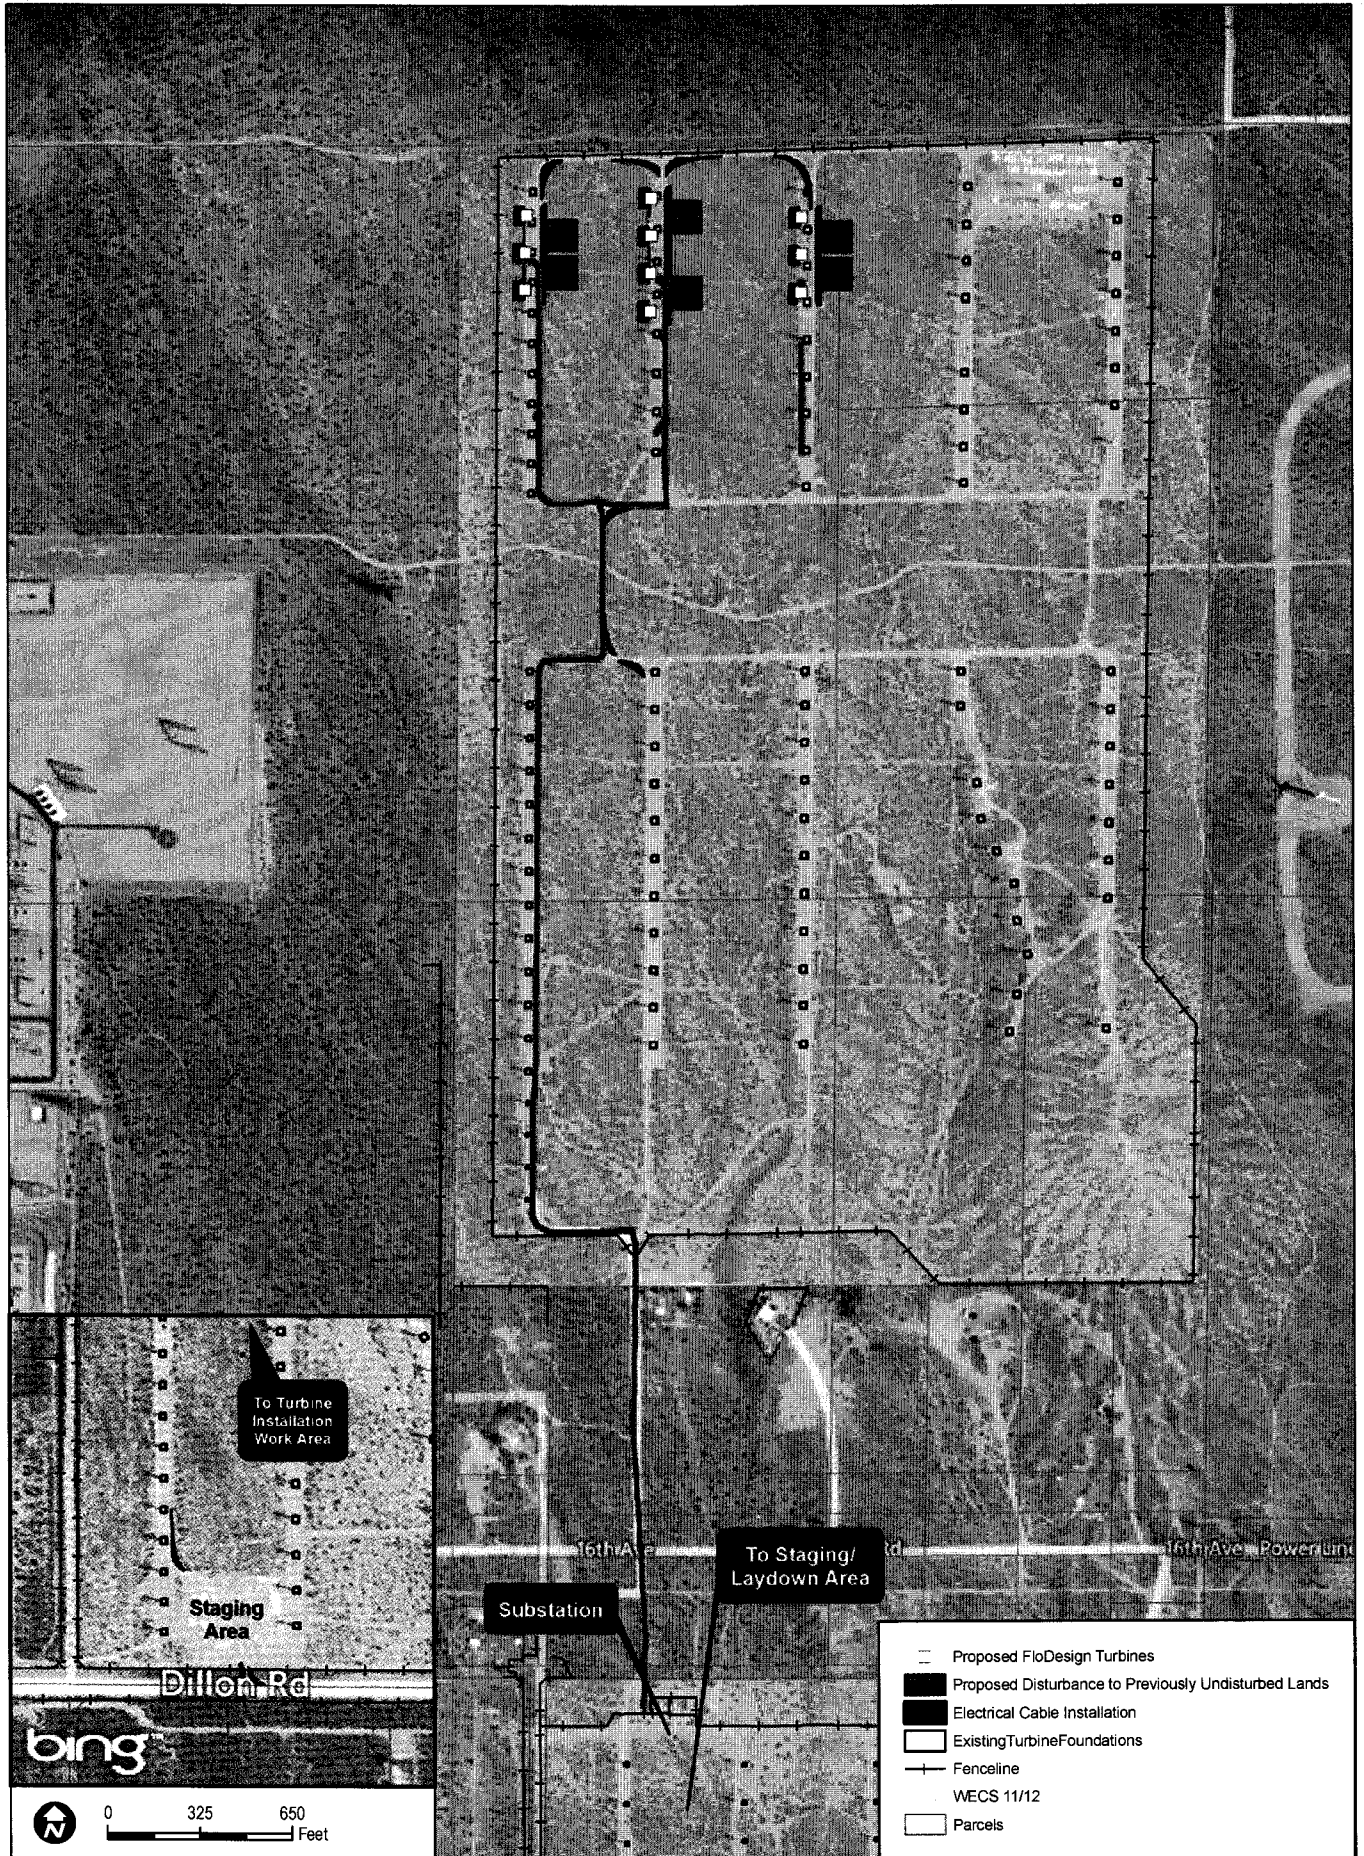 To Turbine
Installation
Work Area
Staging
Area
Dillon Rd
bing
16th Ave
Rd
16th Ave Power Line
To Staging/
Laydown Area
Substation
N
0 325 650
Feet
Proposed FloDesign Turbines
Proposed Disturbance to Previously Undisturbed Lands
Electrical Cable Installation
ExistingTurbineFoundations
Fenceline
WECS 11/12
Parcels